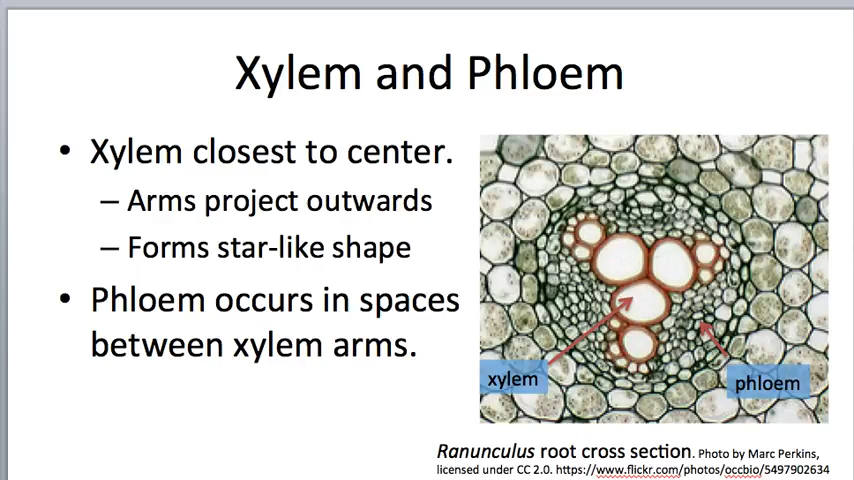 Xylem and Phloem
• Xylem closest to center.
– Arms project outwards
– Forms star-like shape
• Phloem occurs in spaces
between xylem arms.
xylem
phloem
Ranunculus root cross section. Photo by Marc Perkins,
licensed under CC 2.0. https://www.flickr.com/photos/occbio/5497902634